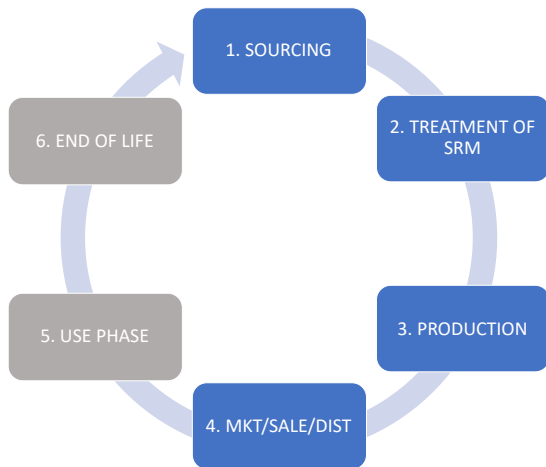 1. SOURCING
2. TREATMENT OF
SRM
3. PRODUCTION
4. MKT/SALE/DIST
5. USE PHASE
6. END OF LIFE